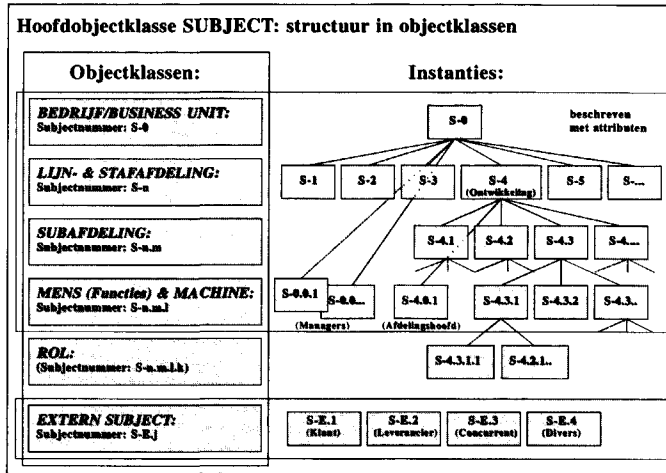 Hoofdobjectklasse SUBJECT: structuur in objectklassen
Objectklassen:
Instanties:
BEDRIJF/BUSINESS UNIT:
Subjectnummer: S-0
S-0
beschreven
met attributen
LIJN- & STAFAFDELING:
Subjectnummer: S-n
S-1
S-2
S-3
S-4
(Ontwikkeling)
S-5
S-...
SUBAFDELING:
Subjectnummer: S-n.m
S-4.1
S-4.2
S-4.3
S-4....
MENS (Functies) & MACHINE:
Subjectnummer: S-n.m.l
S-0.0.1
S-0.0...
(Managers)
S-4.0.1
(Afdelingshoofd)
S-4.3.1
S-4.3.2
S-4.3..
ROL:
(Subjectnummer: S-n.m.l.k)
S-4.3.1.1
S-4.2.1..
EXTERN SUBJECT:
Subjectnummer: S-E.j
S-E.1
(Klant)
S-E.2
(Leverancier)
S-E.3
(Concurrent)
S-E.4
(Divers)